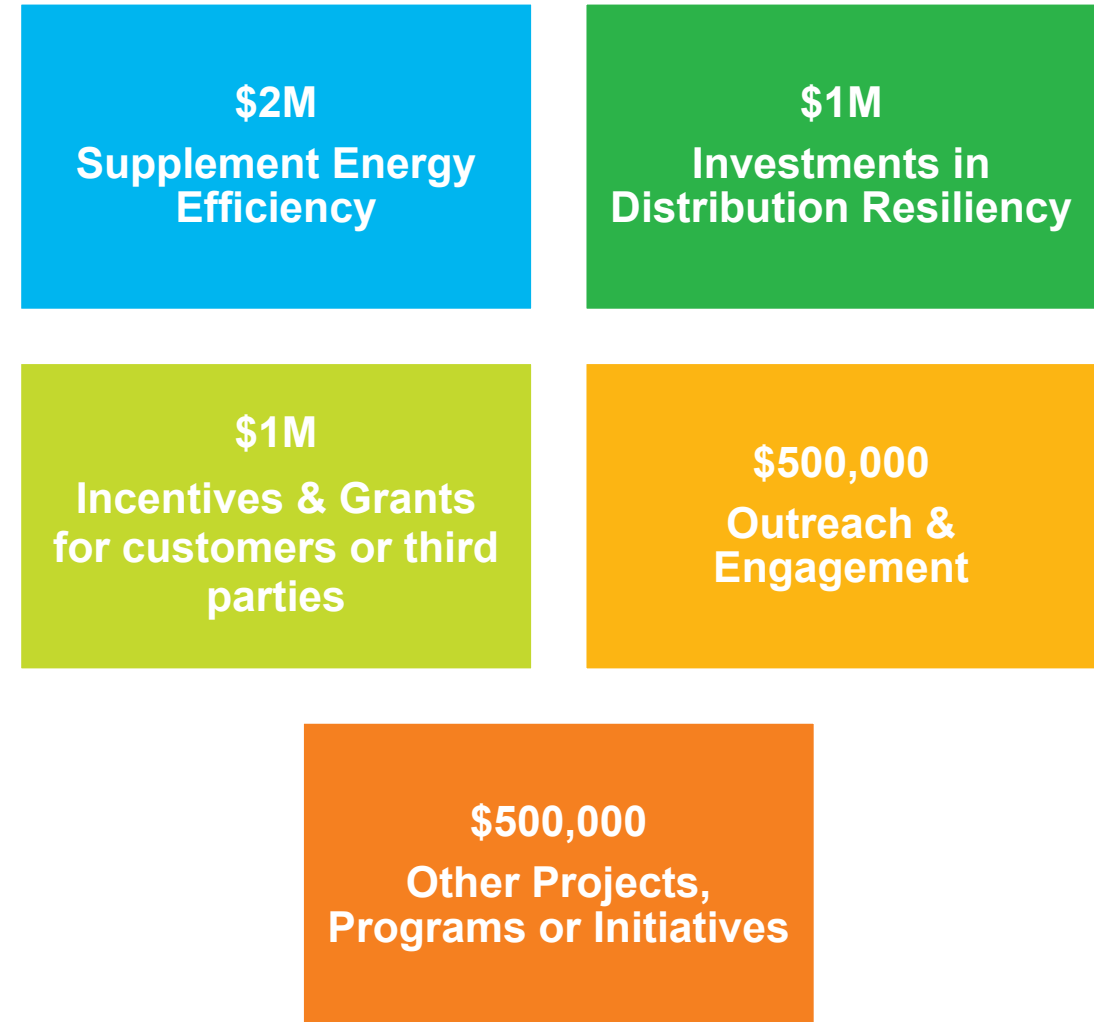 $2M
Supplement Energy
Efficiency
$1M
Investments in
Distribution Resiliency
$1M
Incentives & Grants
for customers or third
parties
$500,000
Outreach &
Engagement
$500,000
Other Projects,
Programs or Initiatives